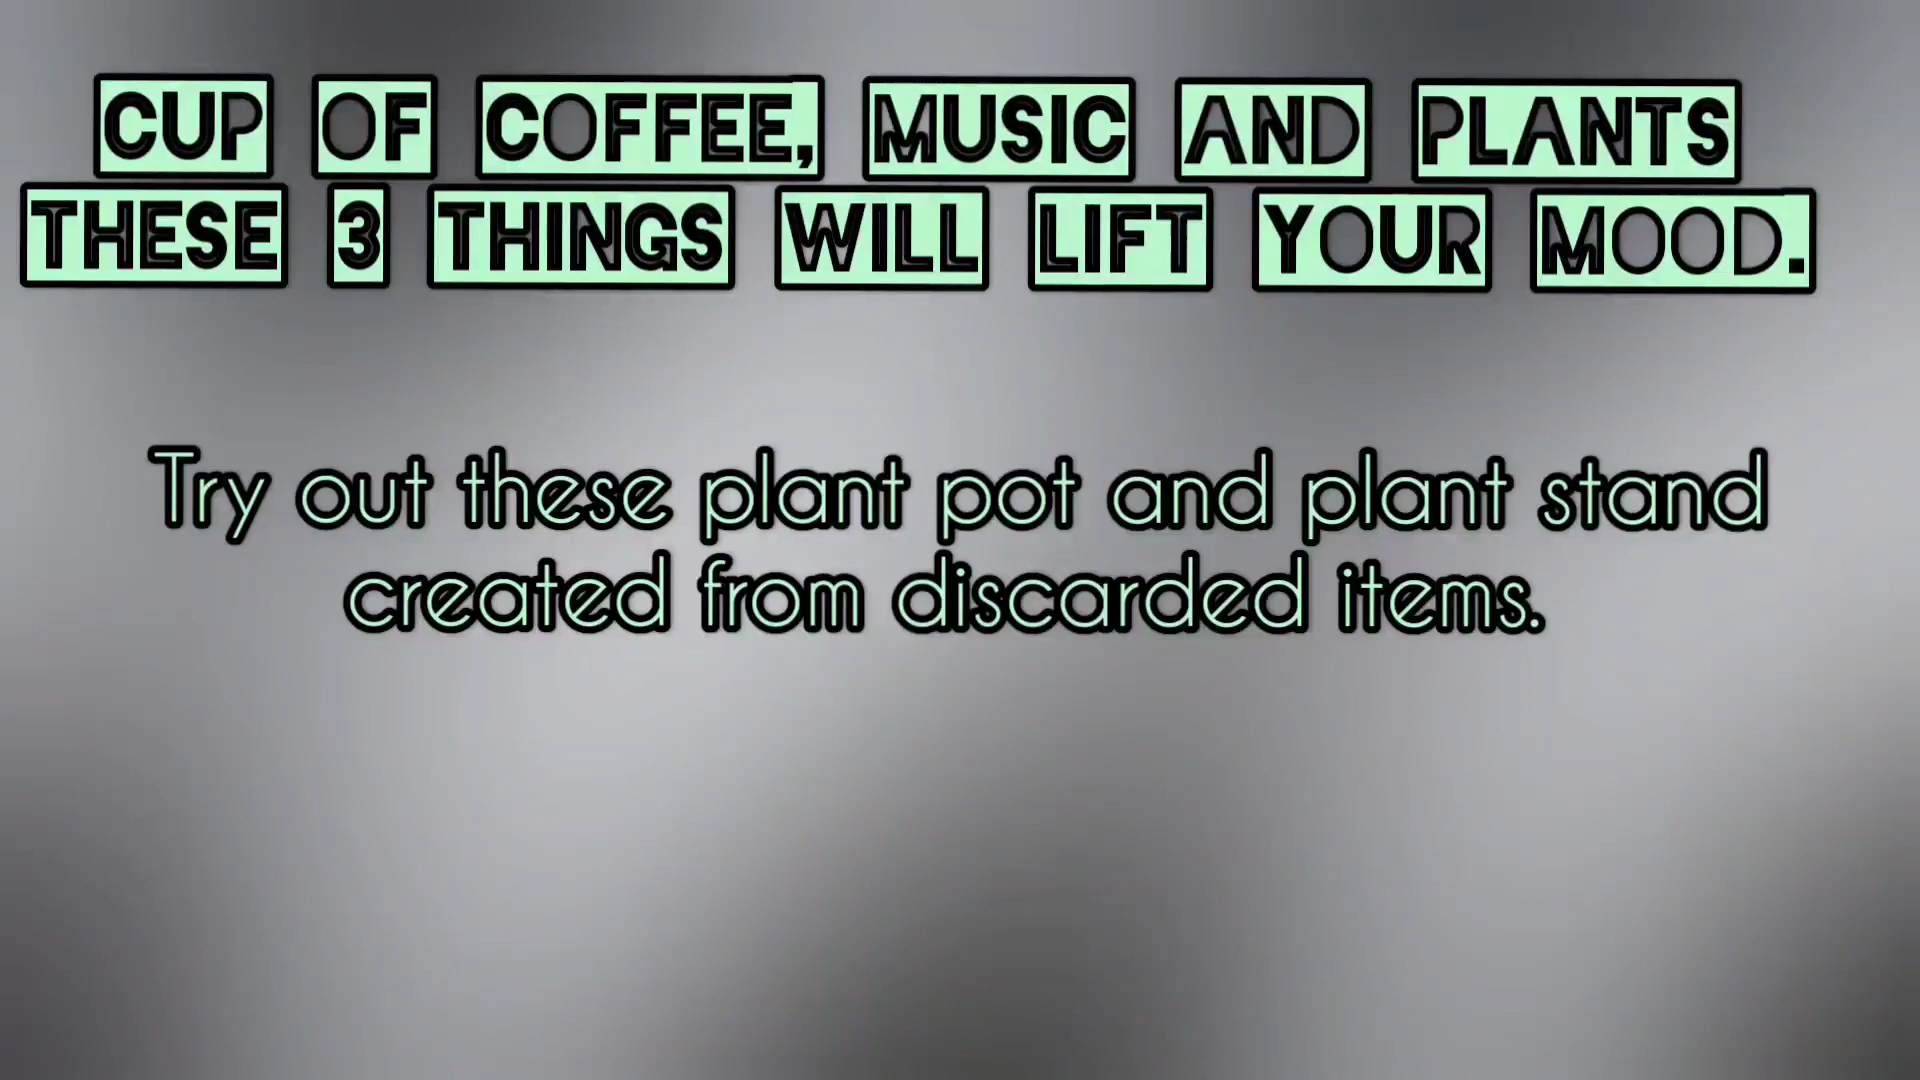 CUP OF COFFEE, MUSIC AND PLANTS
THESE 3 THINGS WILL LIFT YOUR MOOD.
Try out these plant pot and plant stand
created from discarded items.